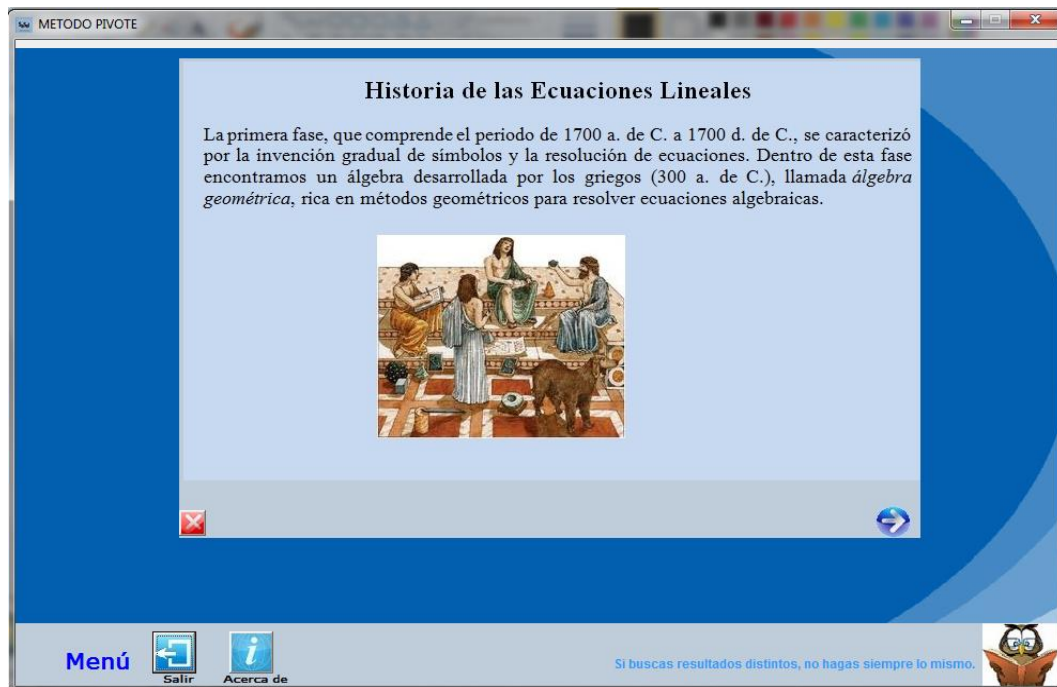 METODO PIVOTE
Historia de las Ecuaciones Lineales
La primera fase, que comprende el periodo de 1700 a. de C. a 1700 d. de C., se caracterizó
por la invención gradual de símbolos y la resolución de ecuaciones. Dentro de esta fase
encontramos un álgebra desarrollada por los griegos (300 a. de C.), llamada álgebra
geométrica, rica en métodos geométricos para resolver ecuaciones algebraicas.
Menú
Salir
Acerca de
Si buscas resultados distintos, no hagas siempre lo mismo.